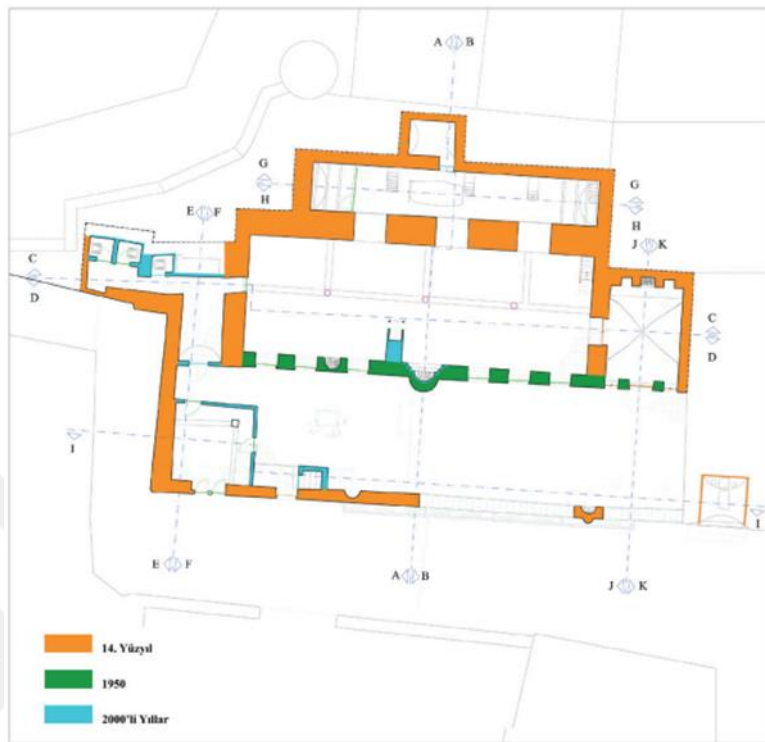 A B
G G
H H
E F
J K
C
D
C
D
I
I
E F
A B
J K
14. Yüzyıl
1950
2000'li Yıllar